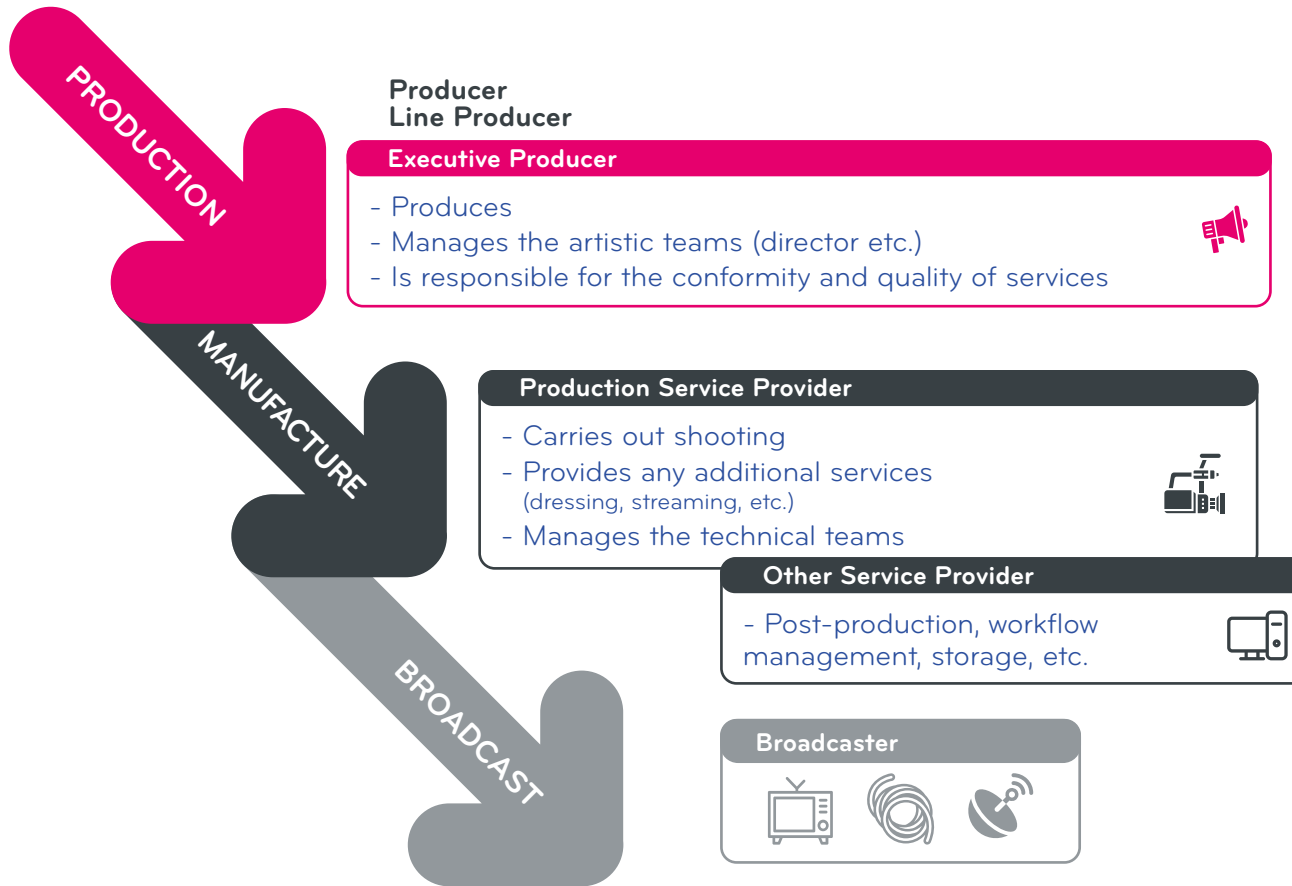 PRODUCTION
Producer
Line Producer
Executive Producer
- Produces
- Manages the artistic teams (director etc.)
- Is responsible for the conformity and quality of services
MANUFACTURE
Production Service Provider
- Carries out shooting
- Provides any additional services
(dressing, streaming, etc.)
- Manages the technical teams
Other Service Provider
- Post-production, workflow
management, storage, etc.
BROADCAST
Broadcaster